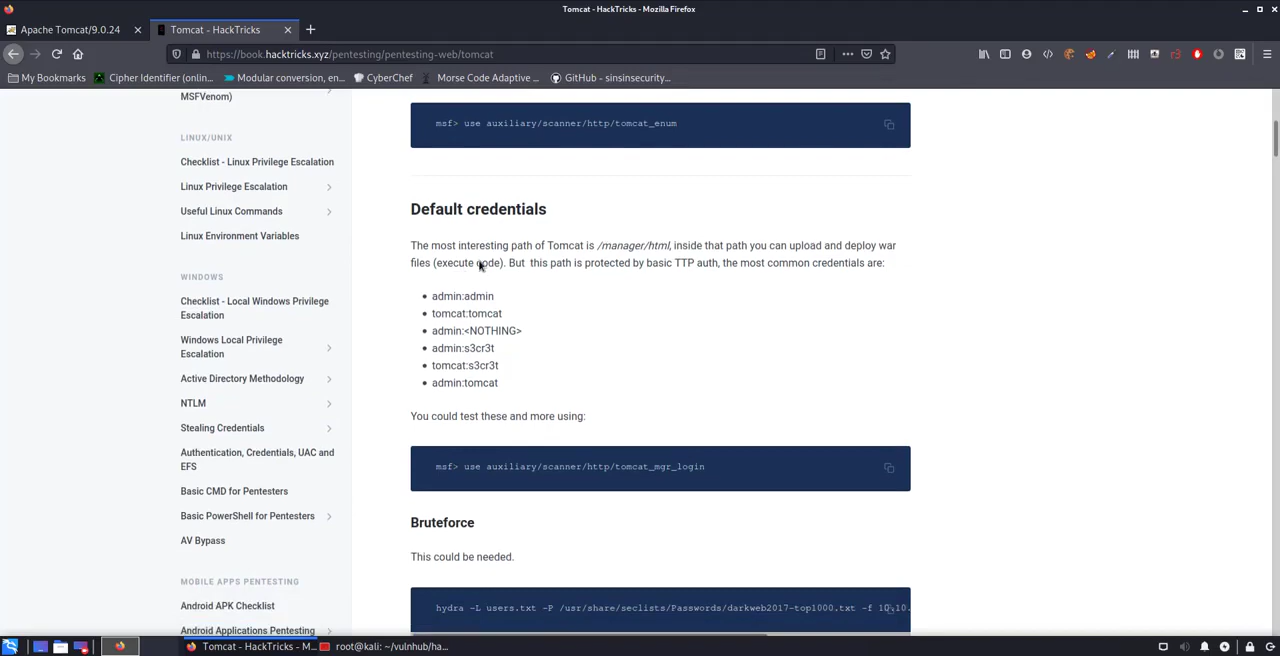 Tomcat - HackTricks - Mozilla Firefox
Apache Tomcat/9.0.24
Tomcat - HackTricks
https://book.hacktricks.xyz/pentesting/pentesting-web/tomcat
My Bookmarks
Cipher Identifier (onlin...
Modular conversion, en...
CyberChef
Morse Code Adaptive ...
GitHub - sinsinsecurity...
MSFVenom)
LINUX/UNIX
Checklist - Linux Privilege Escalation
Linux Privilege Escalation
Useful Linux Commands
Linux Environment Variables
WINDOWS
Checklist - Local Windows Privilege
Escalation
Windows Local Privilege
Escalation
Active Directory Methodology
NTLM
Stealing Credentials
Authentication, Credentials, UAC and
EFS
Basic CMD for Pentesters
Basic PowerShell for Pentesters
AV Bypass
MOBILE APPS PENTESTING
Android APK Checklist
Android Applications Pentesting
msf> use auxiliary/scanner/http/tomcat_enum
Default credentials
The most interesting path of Tomcat is /manager/html, inside that path you can upload and deploy war
files (execute code). But this path is protected by basic TTP auth, the most common credentials are:
• admin:admin
• tomcat:tomcat
• admin:<NOTHING>
• admin:s3cr3t
• tomcat:s3cr3t
• admin:tomcat
You could test these and more using:
msf> use auxiliary/scanner/http/tomcat_mgr_login
Bruteforce
This could be needed.
hydra -L users.txt -P /usr/share/seclists/Passwords/darkweb2017-top1000.txt -f 10.10.
Tomcat - HackTricks - M...
root@kali: ~/vulnhub/ha...